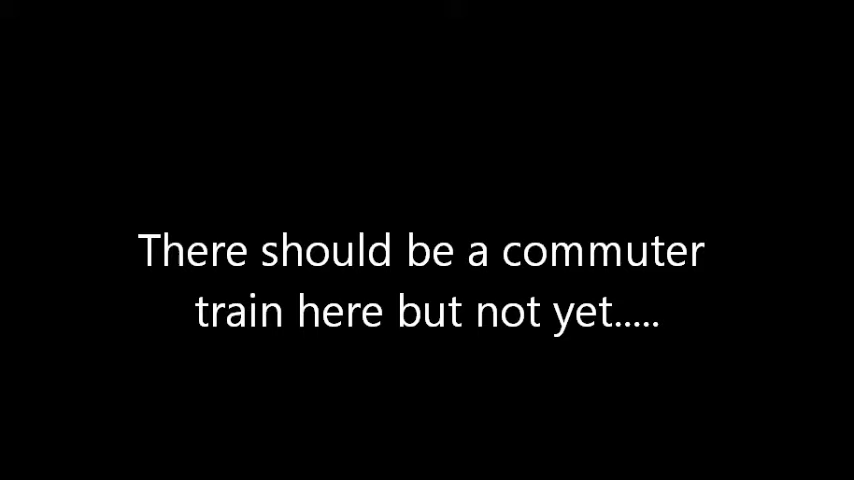 There should be a commuter
train here but not yet.....